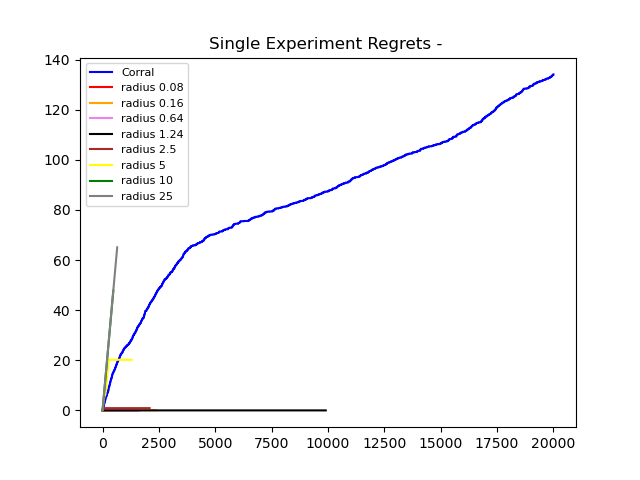 Single Experiment Regrets -
140
120
100
80
60
40
20
0
Corral
radius 0.08
radius 0.16
radius 0.64
radius 1.24
radius 2.5
radius 5
radius 10
radius 25
0 2500 5000 7500 10000 12500 15000 17500 20000